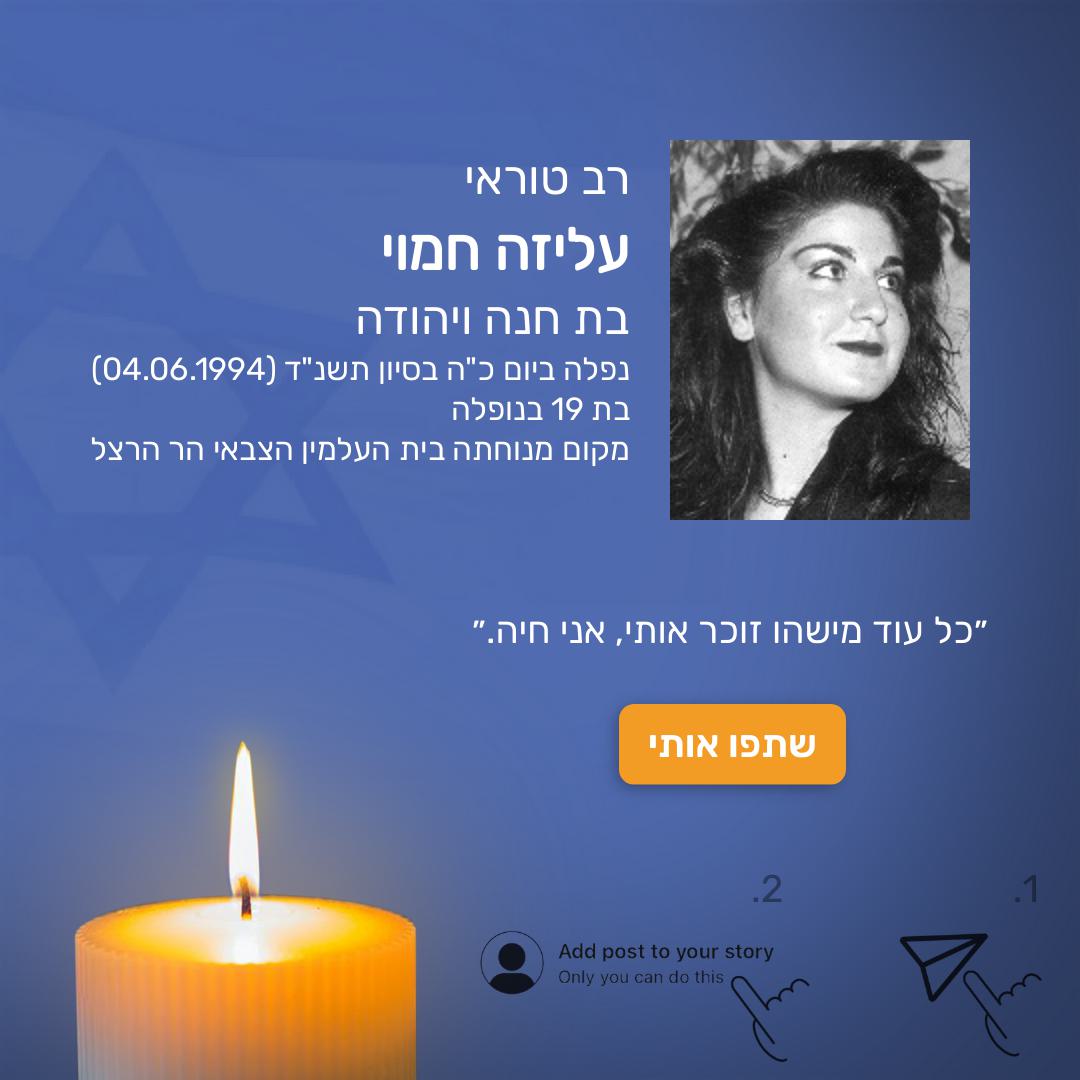 רב טוראי
עליזה חמוי
בת חנה ויהודה
נפלה ביום כ"ה בסיון תשנ"ד (04.06.1994)
בת 19 בנופלה
מקום מנוחתה בית העלמין הצבאי הר הרצל
״כל עוד מישהו זוכר אותי, אני חיה.״
שתפו אותי
1.
2.
Add post to your story
Only you can do this